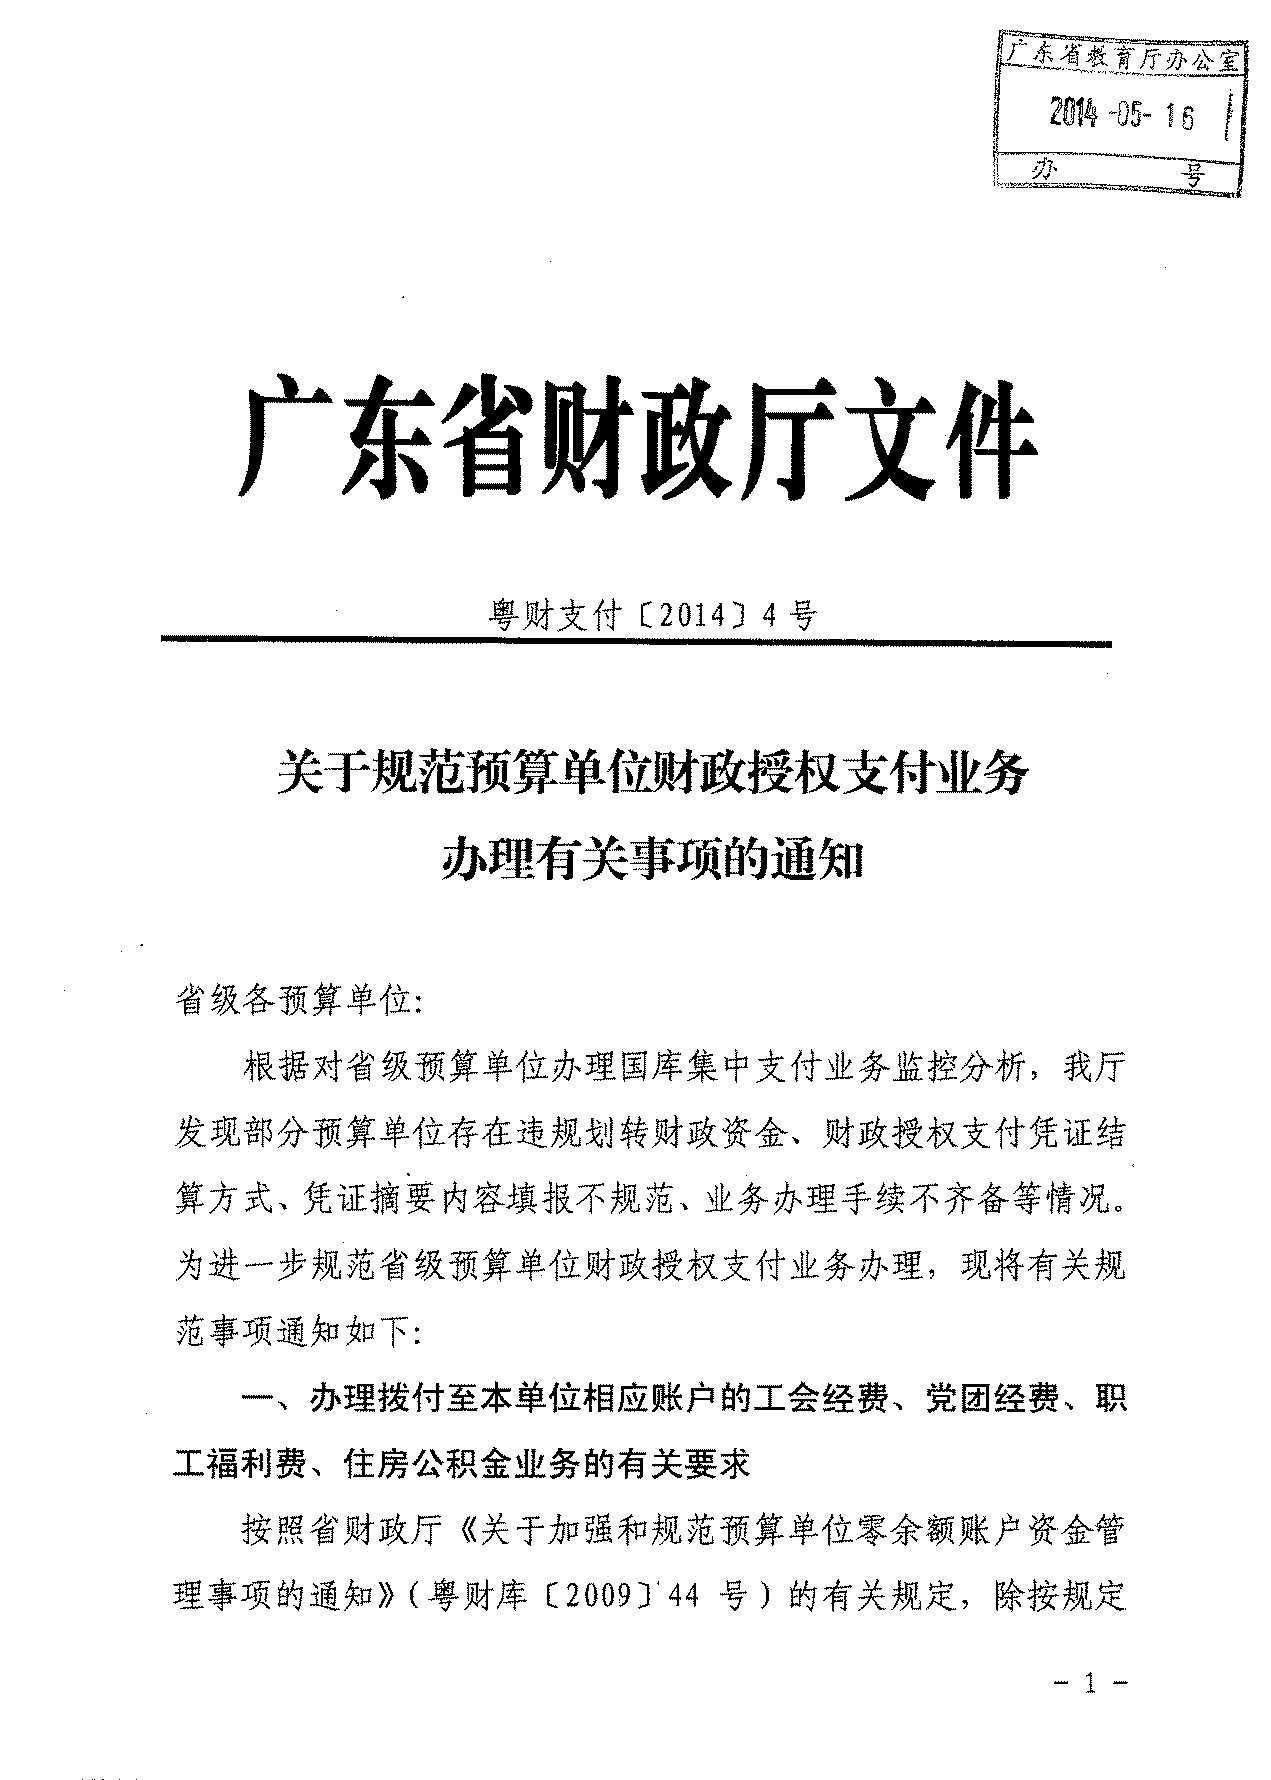 广东省教育厅办公室
2014-05-16
办 号
广东省财政厅文件
粤财支付〔2014〕4号
关于规范预算单位财政授权支付业务
办理有关事项的通知
省级各预算单位：
根据对省级预算单位办理国库集中支付业务监控分析，我厅
发现部分预算单位存在违规划转财政资金、财政授权支付凭证结
算方式、凭证摘要内容填报不规范、业务办理手续不齐备等情况。
为进一步规范省级预算单位财政授权支付业务办理，现将有关规
范事项通知如下：
一、办理拨付至本单位相应账户的工会经费、党团经费、职
工福利费、住房公积金业务的有关要求
按照省财政厅《关于加强和规范预算单位零余额账户资金管
理事项的通知》（粤财库〔2009〕44 号）的有关规定，除按规定
- 1 -